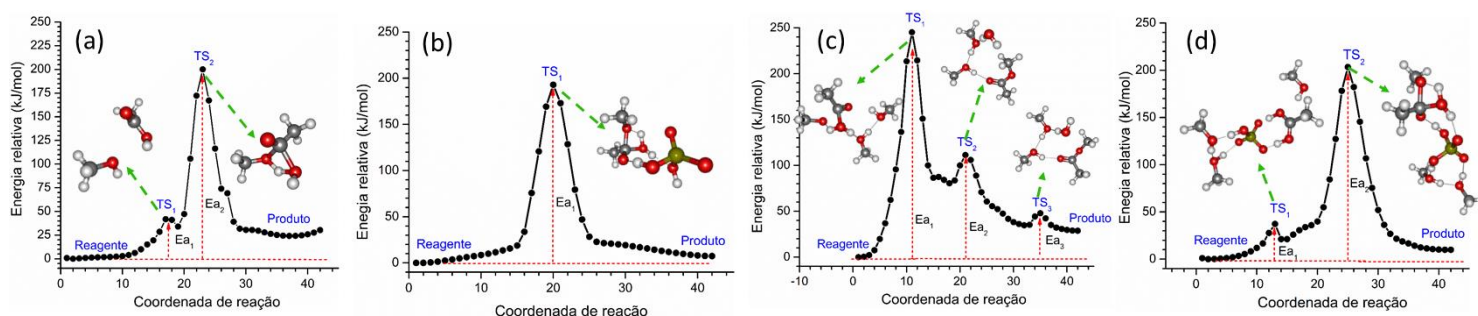 (a)
Energia relativa (kJ/mol)
250
225
200
175
150
125
100
75
50
25
0
TS2
TS1
Reagente
Ea1
Ea2
Produto
0 10 20 30 40
Coordenada de reação
(b)
Energia relativa (kJ/mol)
250
200
150
100
50
0
TS1
Ea1
Reagente
Produto
0 10 20 30 40
Coordenada de reação
(c)
Energia relativa (kJ/mol)
250
200
150
100
50
0
TS1
TS2
TS3
Reagente
Ea1
Ea2
Ea3
Produto
-10 0 10 20 30 40
Coordenada de reação
(d)
Enegia relativa (kJ/mol)
250
200
150
100
50
0
TS2
TS1
Reagente
Ea1
Ea2
Produto
0 10 20 30 40
Coordenada de reação